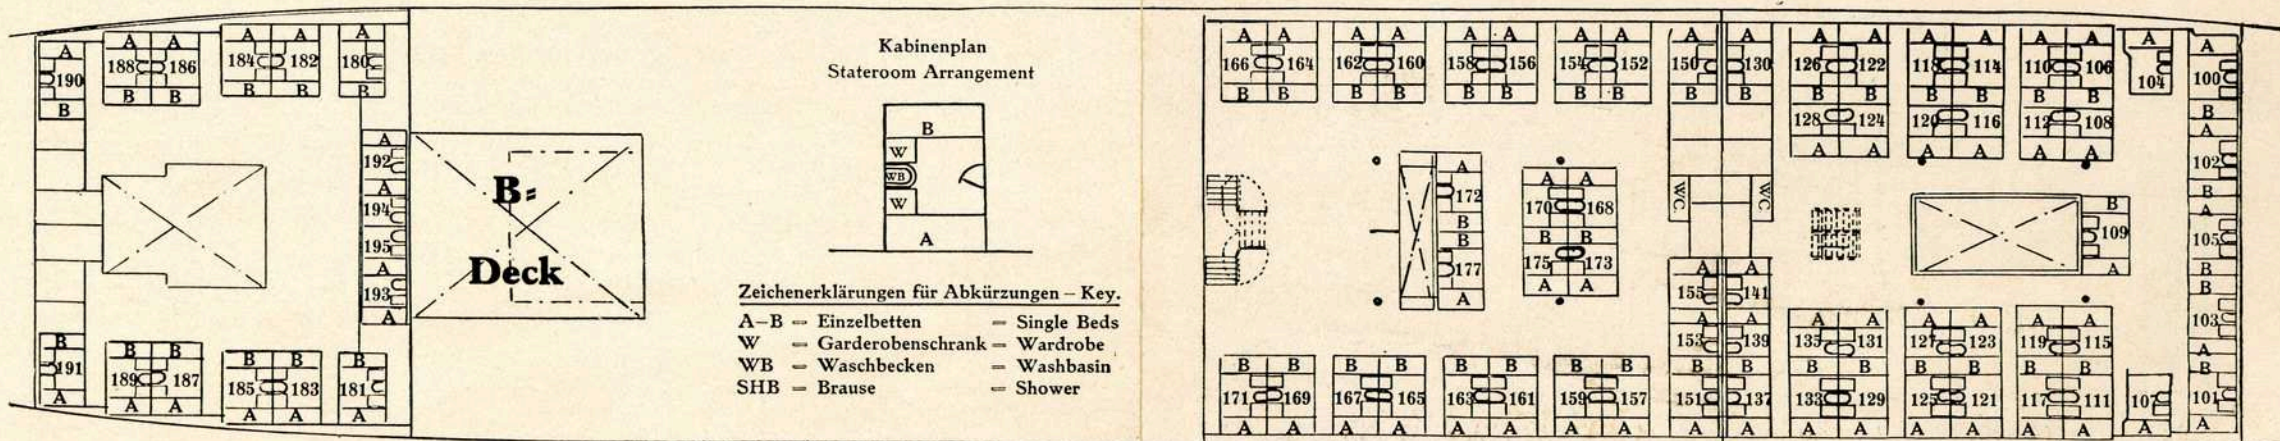 B=
Deck
Kabinenplan
Stateroom Arrangement
B
W
WB
W
A
Zeichenerklärungen für Abkürzungen – Key.
A–B = Einzelbetten = Single Beds
W = Garderobenschrank = Wardrobe
WB = Waschbecken = Washbasin
SHB = Brause = Shower
A A A A A A
190 188 186 184 182 180
B B B B B B
A
192
A
194
195
A
193
A
B B B B B B
191 189 187 185 183 181
A A A A A A
A A A A A A A A A A
166 164 162 160 158 156 154 152 150 130
B B B B B B B B B B
A A A A A A A
126 122 118 114 110 106 104
B B B B B B
128 124 120 116 112 108
A A A A A A
A
172
B
B
177
A
A A
170 168
B B
175 173
A A
WC.
WC.
B
109
A
A
100
B
A
102
B
A
105
B
B
103
A
B
101
A
A A
155 141
A A
153 139
B B
151 137
A A
A A A A A A
135 131 127 123 119 115
B B B B B B
133 129 125 121 117 111 107
A A A A A A A
B B B B B B B B
171 169 167 165 163 161 159 157
A A A A A A A A